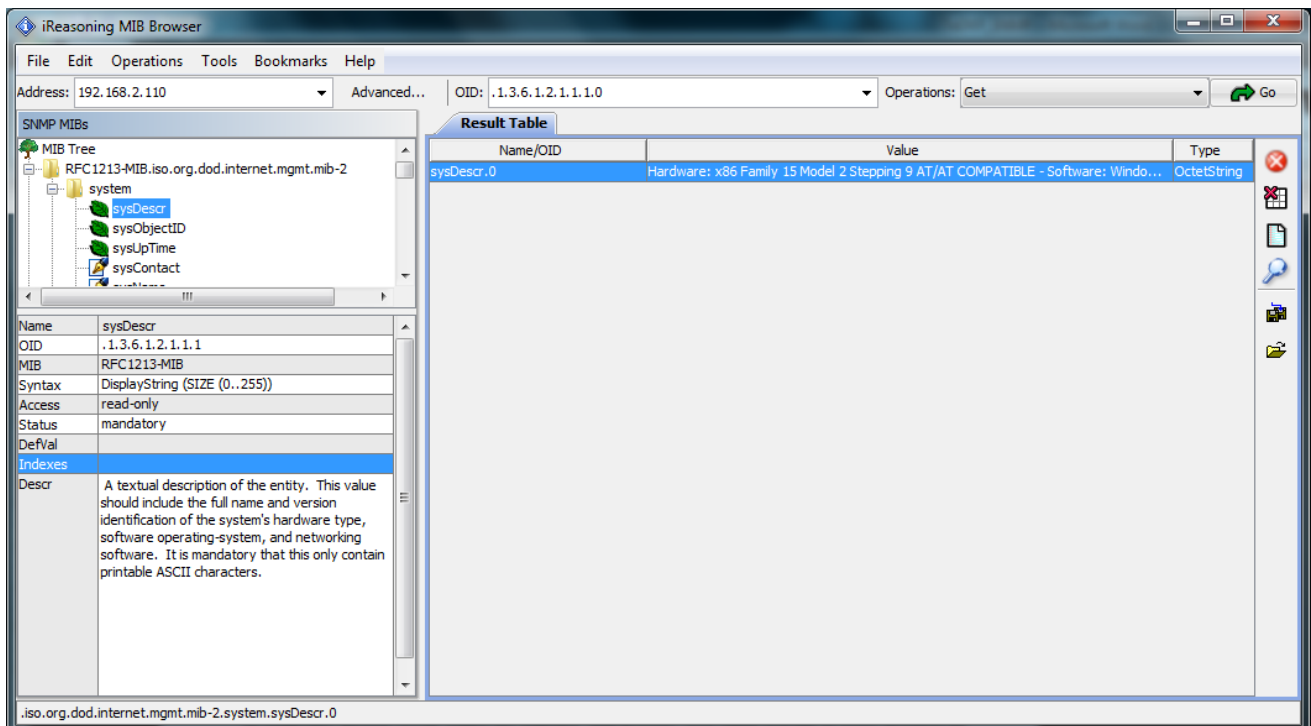 iReasoning MIB Browser
File Edit Operations Tools Bookmarks Help
Address: 192.168.2.110 Advanced... OID: .1.3.6.1.2.1.1.1.0 Operations: Get Go
SNMP MIBs
MIB Tree
RFC1213-MIB.iso.org.dod.internet.mgmt.mib-2
system
sysDescr
sysObjectID
sysUpTime
sysContact
Name sysDescr
OID .1.3.6.1.2.1.1.1
MIB RFC1213-MIB
Syntax DisplayString (SIZE (0..255))
Access read-only
Status mandatory
DefVal
Indexes
Descr A textual description of the entity. This value
should include the full name and version
identification of the system's hardware type,
software operating-system, and networking
software. It is mandatory that this only contain
printable ASCII characters.
Result Table
Name/OID Value Type
sysDescr.0 Hardware: x86 Family 15 Model 2 Stepping 9 AT/AT COMPATIBLE - Software: Windo... OctetString
.iso.org.dod.internet.mgmt.mib-2.system.sysDescr.0